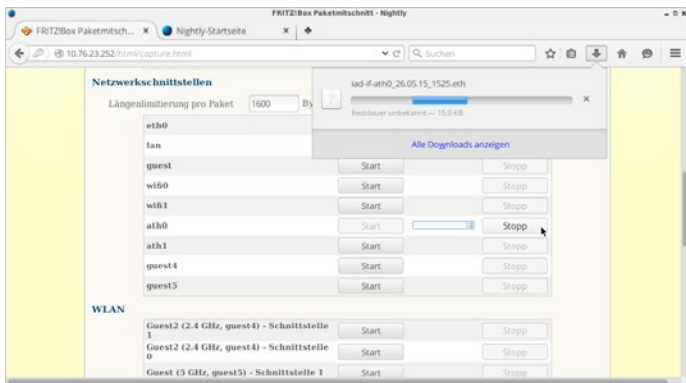 FRITZ!Box Paketmitschnitt - Nightly
FRITZ!Box Paketmitsch...
Nightly-Startseite
10.76.23.252/html/capture.html
Suchen
iad-if-ath0_26.05.15_1525.eth
Restdauer unbekannt — 15.0 KB
Alle Downloads anzeigen
Netzwerkschnittstellen
Längenlimitierung pro Paket 1600 By
eth0
lan
guest Start Stopp
wifi0 Start Stopp
wifi1 Start Stopp
ath0 Start Stopp
ath1 Start Stopp
guest4 Start Stopp
guest5 Start Stopp
WLAN
Guest2 (2.4 GHz, guest4) - Schnittstelle
1 Start Stopp
Guest2 (2.4 GHz, guest4) - Schnittstelle
0 Start Stopp
Guest (5 GHz, guest5) - Schnittstelle 1 Start Stopp